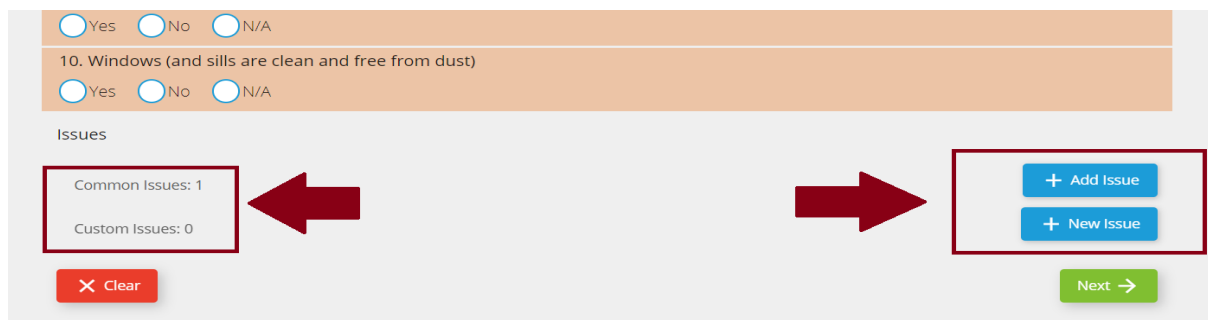 Yes No N/A
10. Windows (and sills are clean and free from dust)
Yes No N/A
Issues
Common Issues: 1
+ Add Issue
Custom Issues: 0
+ New Issue
Clear
Next